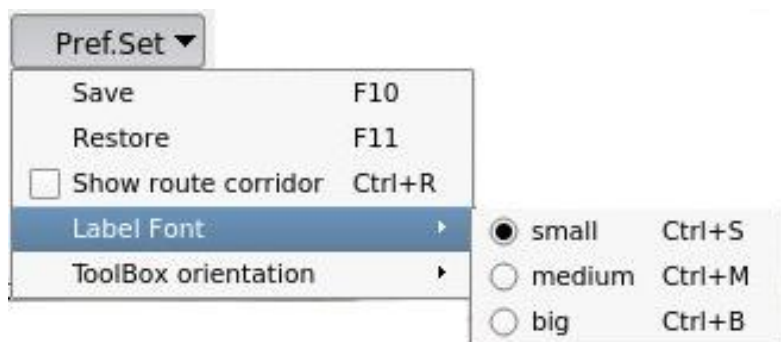 Pref.Set
Save F10
Restore F11
Show route corridor Ctrl+R
Label Font
ToolBox orientation
small Ctrl+S
medium Ctrl+M
big Ctrl+B